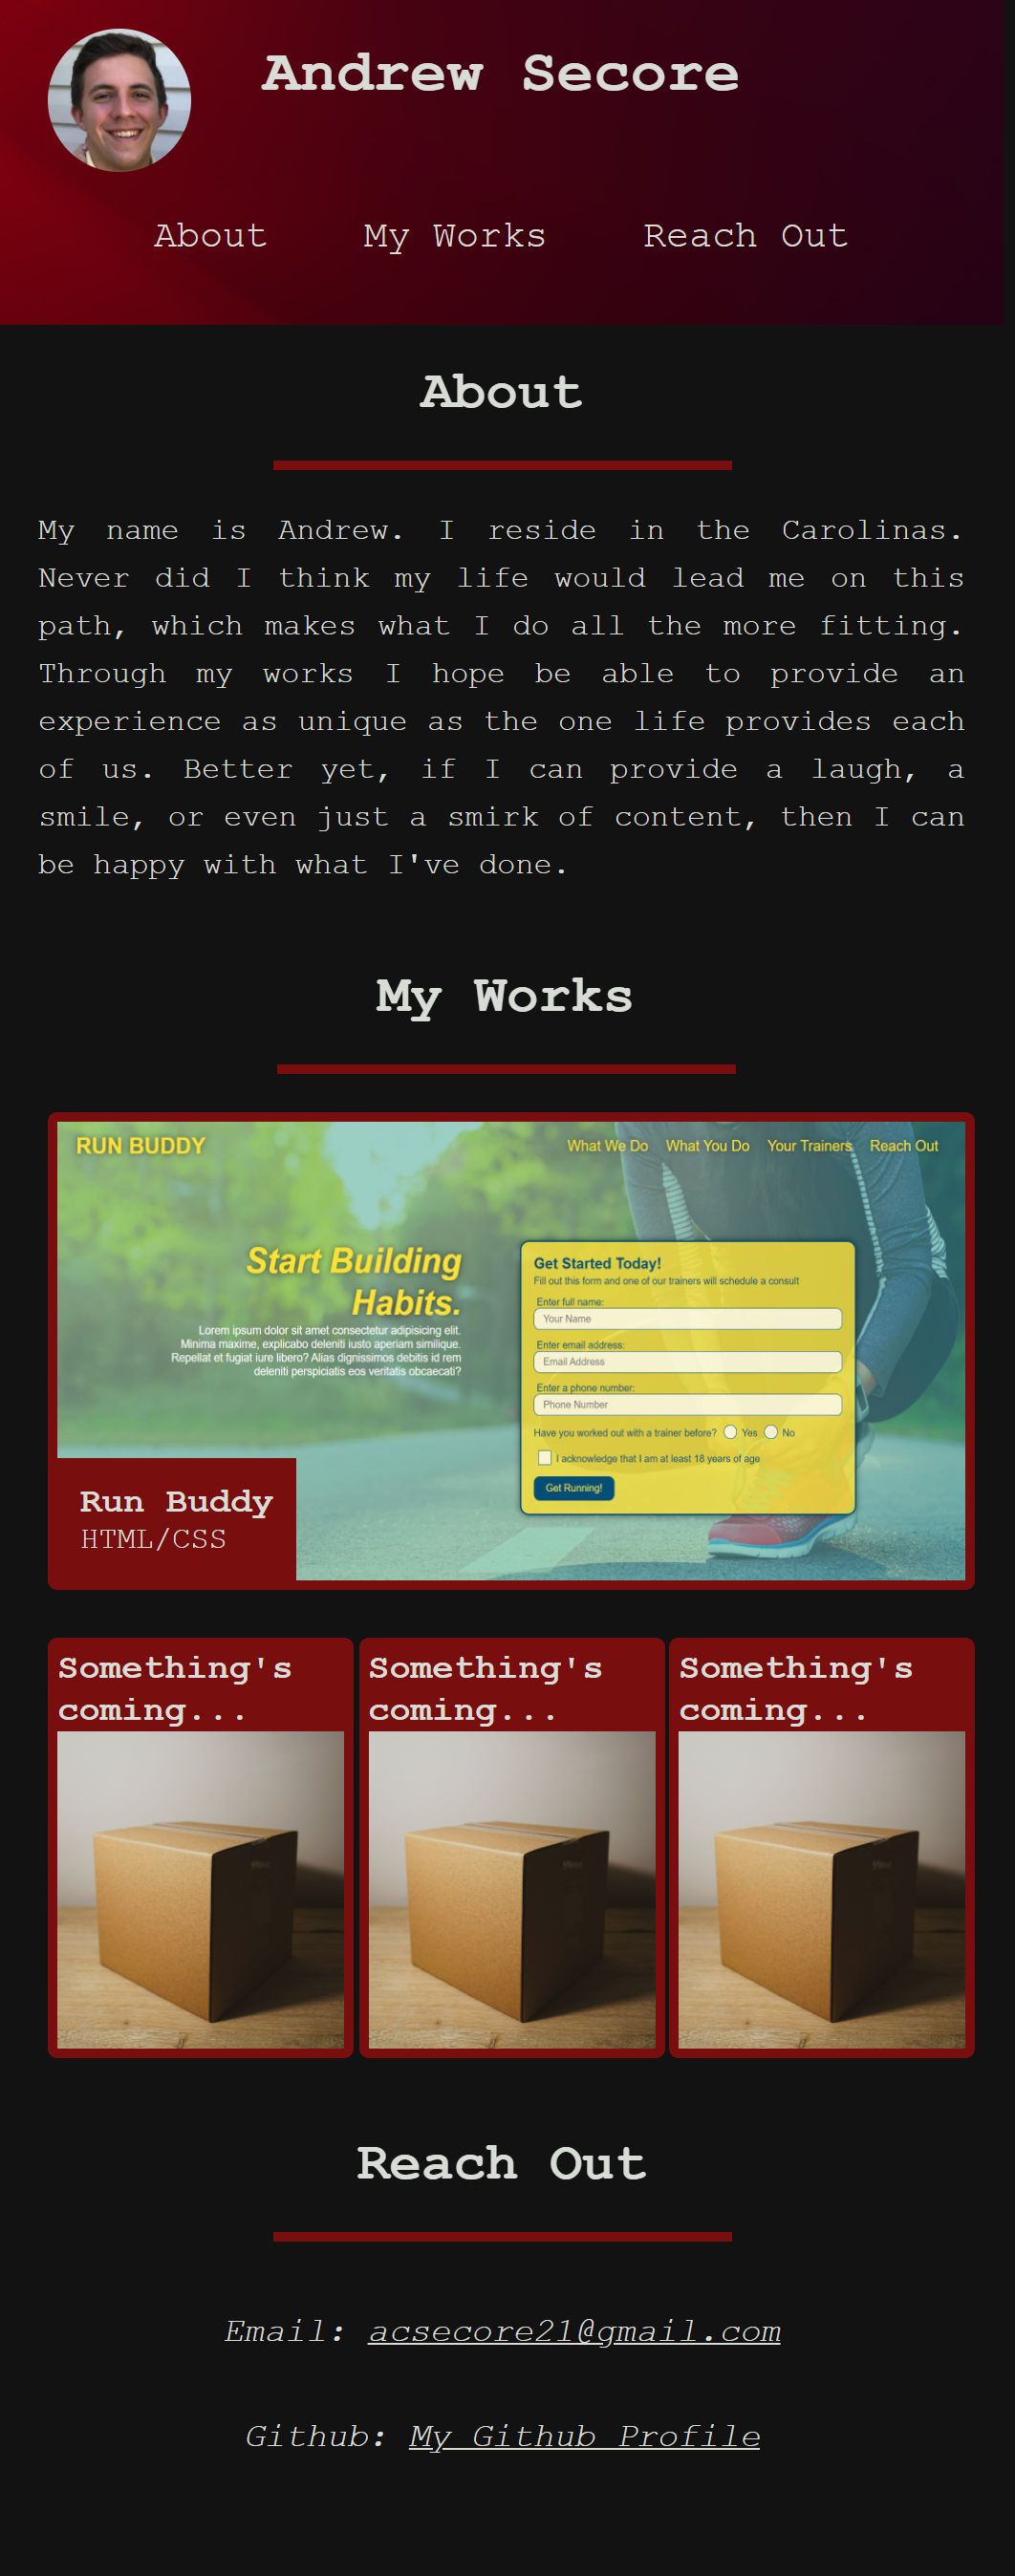 Andrew Secore
About My Works Reach Out
About
My name is Andrew. I reside in the Carolinas.
Never did I think my life would lead me on this
path, which makes what I do all the more fitting.
Through my works I hope be able to provide an
experience as unique as the one life provides each
of us. Better yet, if I can provide a laugh, a
smile, or even just a smirk of content, then I can
be happy with what I've done.
My Works
RUN BUDDY
What We Do What You Do Your Trainers Reach Out
Start Building
Habits.
Lorem ipsum dolor sit amet consectetur adipisicing elit.
Minima maxime, explicabo deleniti iusto aperiam similique.
Repellat et fugiat iure libero? Alias dignissimos debitis id rem
deleniti perspiciatis eos veritatis obcaecati?
Get Started Today!
Fill out this form and one of our trainers will schedule a consult
Enter full name:
Your Name
Enter email address:
Email Address
Enter a phone number:
Phone Number
Have you worked out with a trainer before? Yes No
I acknowledge that I am at least 18 years of age
Get Running!
Run Buddy
HTML/CSS
Something's
coming...
Something's
coming...
Something's
coming...
Reach Out
Email: acsecore21@gmail.com
Github: My Github Profile